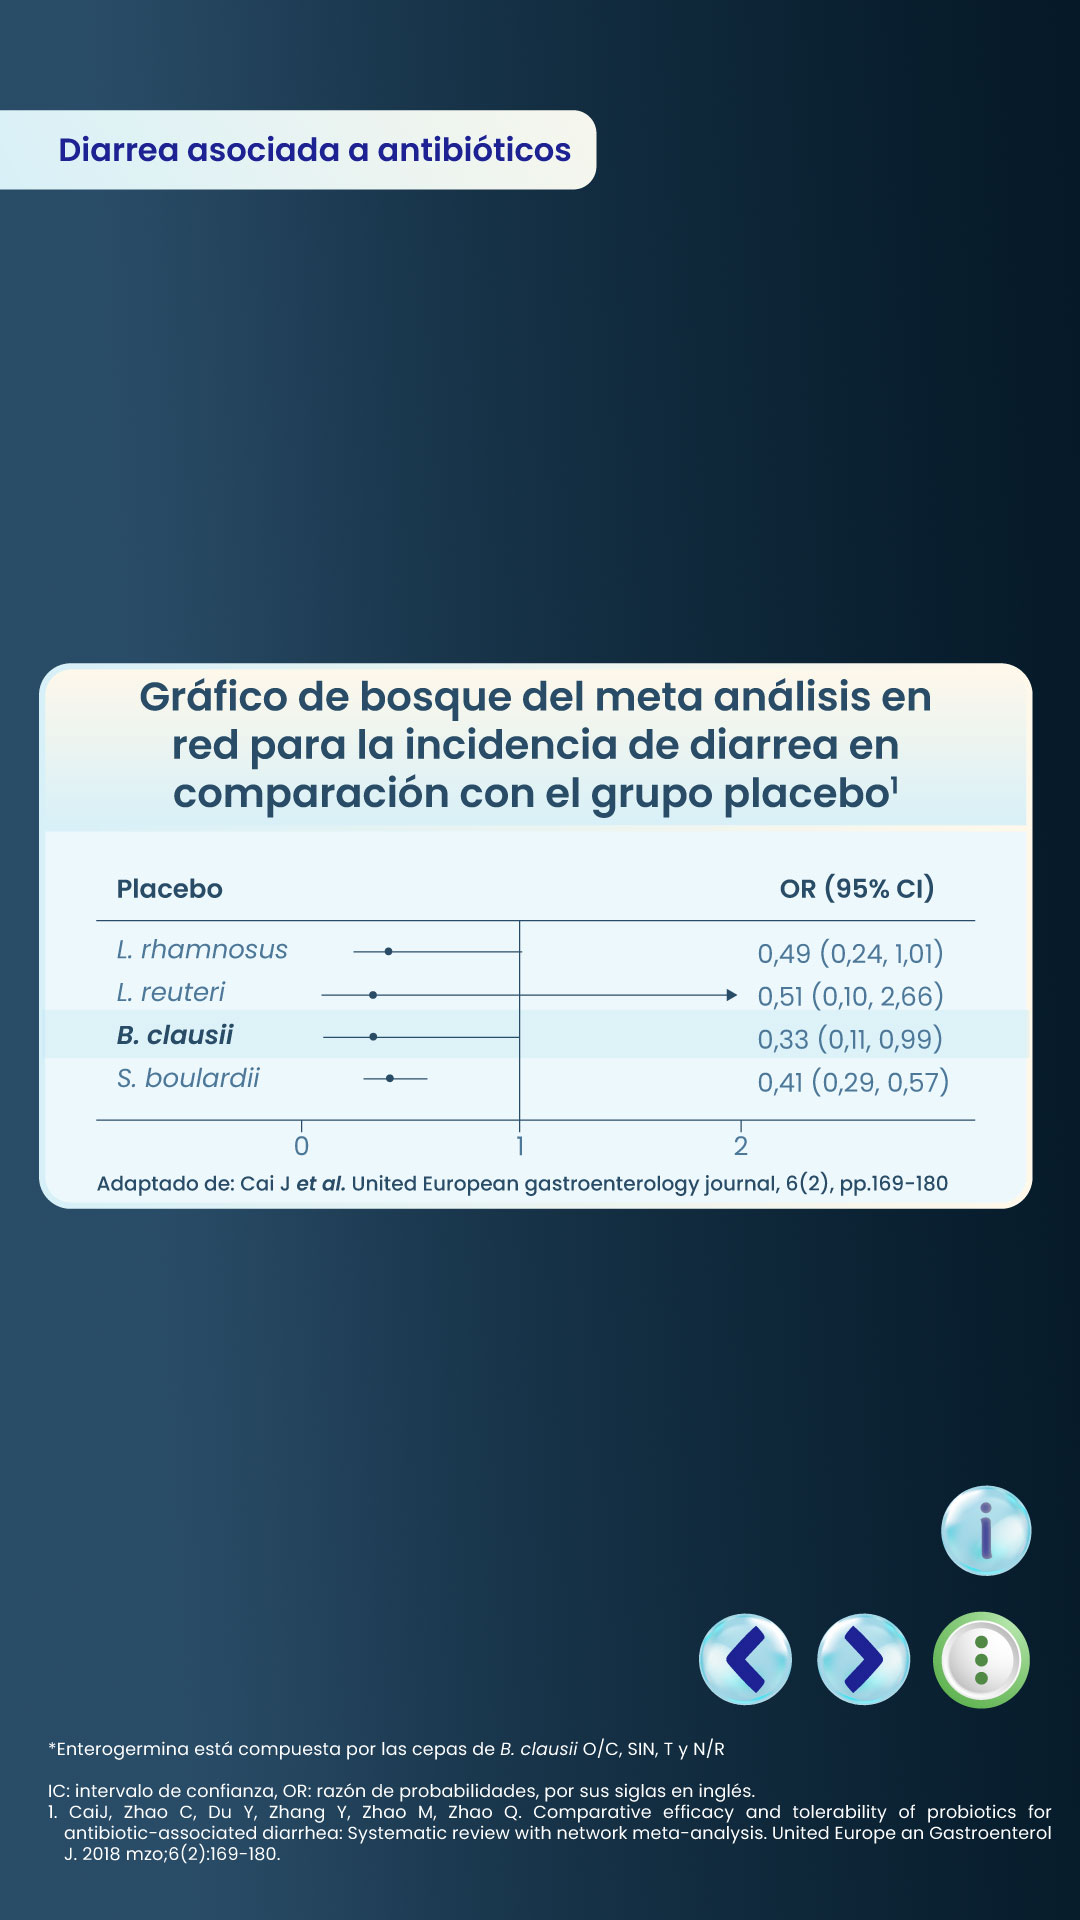 Diarrea asociada a antibióticos
Gráfico de bosque del meta análisis en
red para la incidencia de diarrea en
comparación con el grupo placebo¹
Placebo OR (95% CI)
L. rhamnosus 0,49 (0,24, 1,01)
L. reuteri 0,51 (0,10, 2,66)
B. clausii 0,33 (0,11, 0,99)
S. boulardii 0,41 (0,29, 0,57)
0 1 2
Adaptado de: Cai J et al. United European gastroenterology journal, 6(2), pp.169-180
i
*Enterogermina está compuesta por las cepas de B. clausii O/C, SIN, T y N/R
IC: intervalo de confianza, OR: razón de probabilidades, por sus siglas en inglés.
1. CaiJ, Zhao C, Du Y, Zhang Y, Zhao M, Zhao Q. Comparative efficacy and tolerability of probiotics for
antibiotic-associated diarrhea: Systematic review with network meta-analysis. United Europe an Gastroenterol
J. 2018 mzo;6(2):169-180.